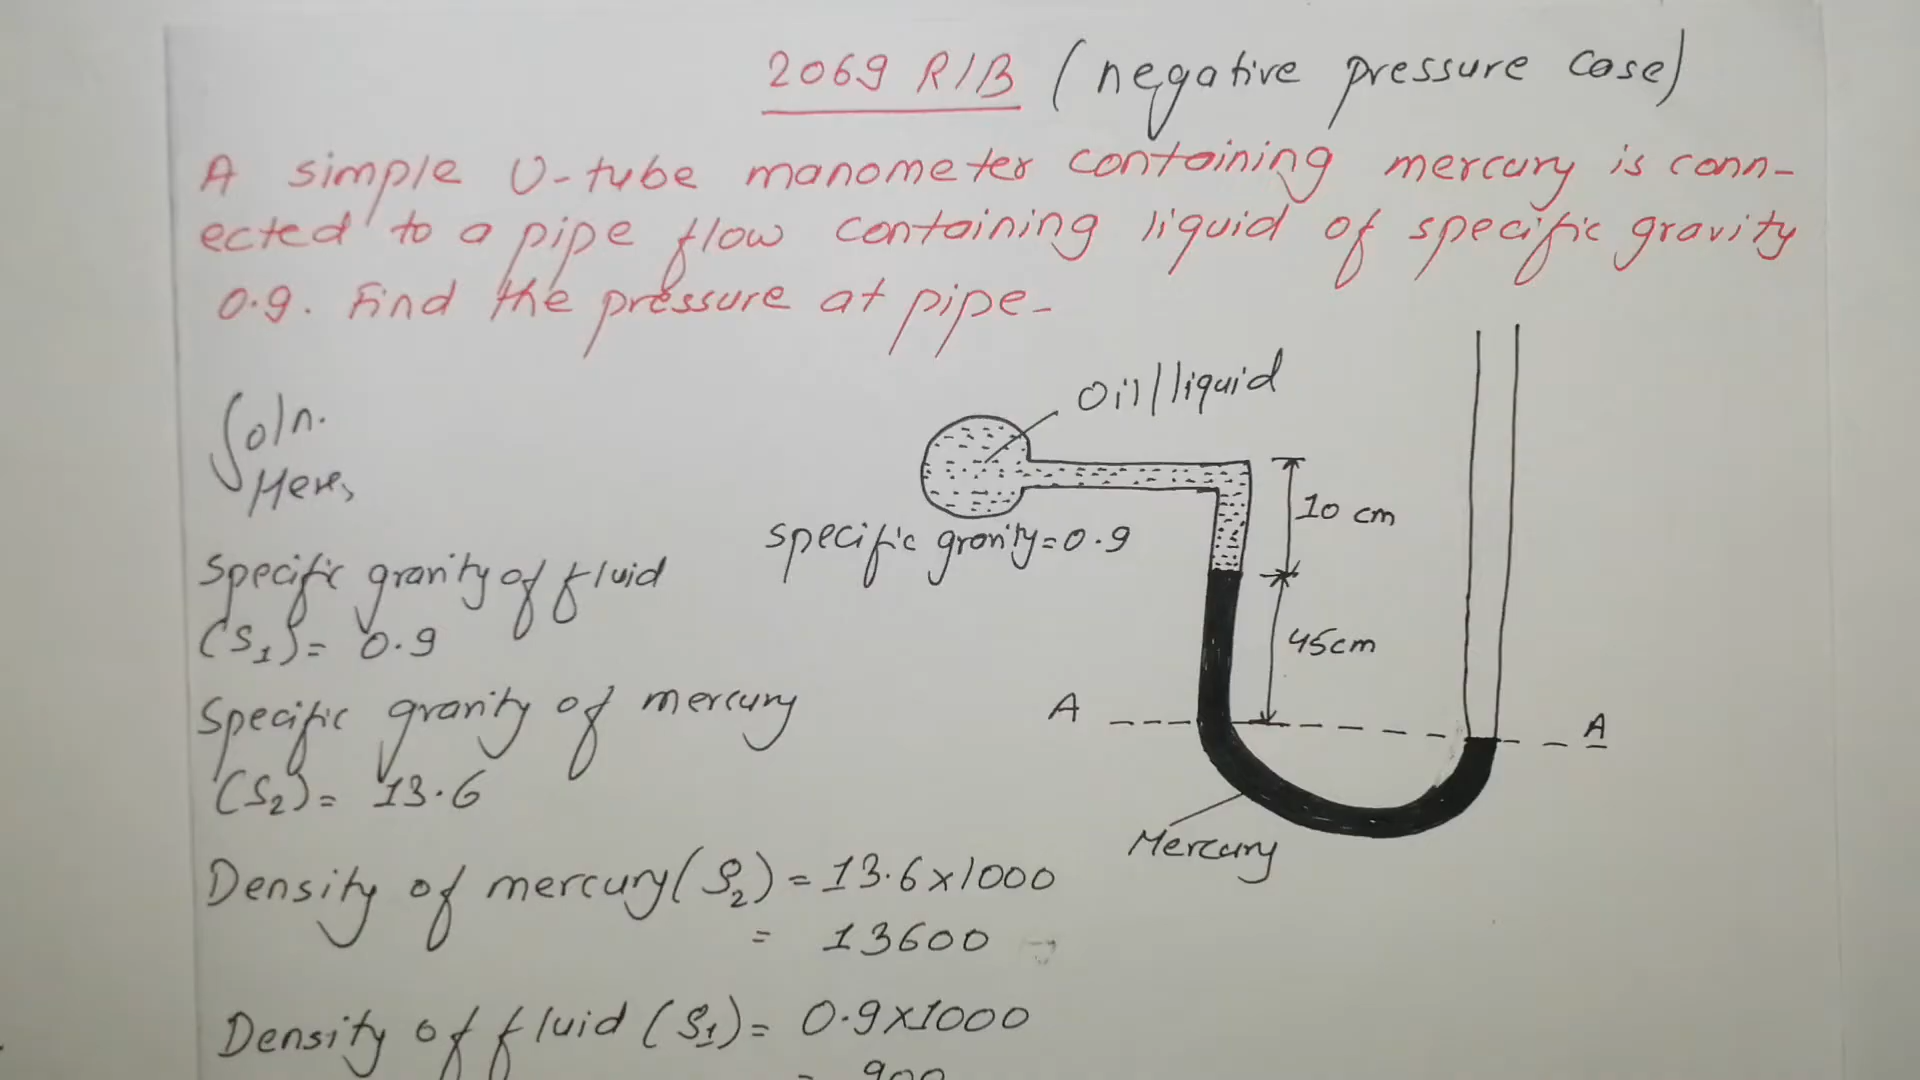 2069 R/B (negative pressure case)
A simple U-tube manometer containing mercury is conn-
ected to a pipe flow containing liquid of specific gravity
0.9. Find the pressure at pipe-
Oil/liquid
Soln.
Here,
10 cm
specific gravity=0.9
Specific gravity of fluid
(S1)= 0.9
45cm
Specific gravity of mercury
A
A
(S2)= 13.6
Mercury
Density of mercury(ρ2) = 13.6×1000
= 13600
Density of fluid (ρ1)= 0.9×1000
= 900